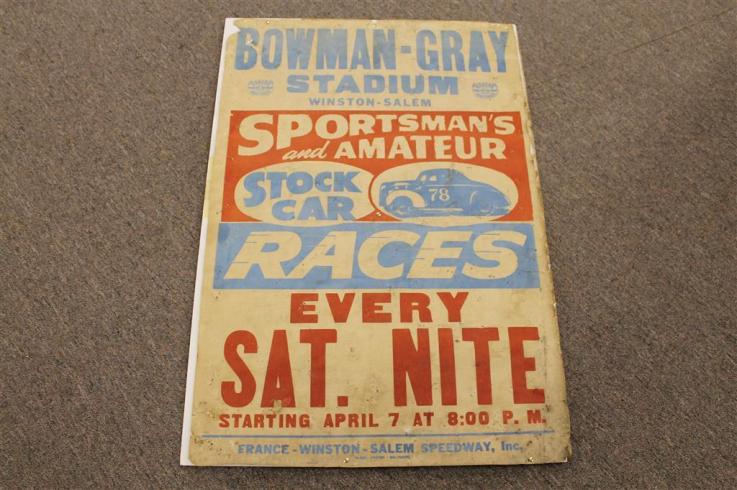 BOWMAN-GRAY
STADIUM
WINSTON-SALEM
SPORTSMAN'S
and AMATEUR
STOCK
CAR
78
RACES
EVERY
SAT. NITE
STARTING APRIL 7 AT 8:00 P. M.
FRANCE-WINSTON-SALEM SPEEDWAY, Inc.